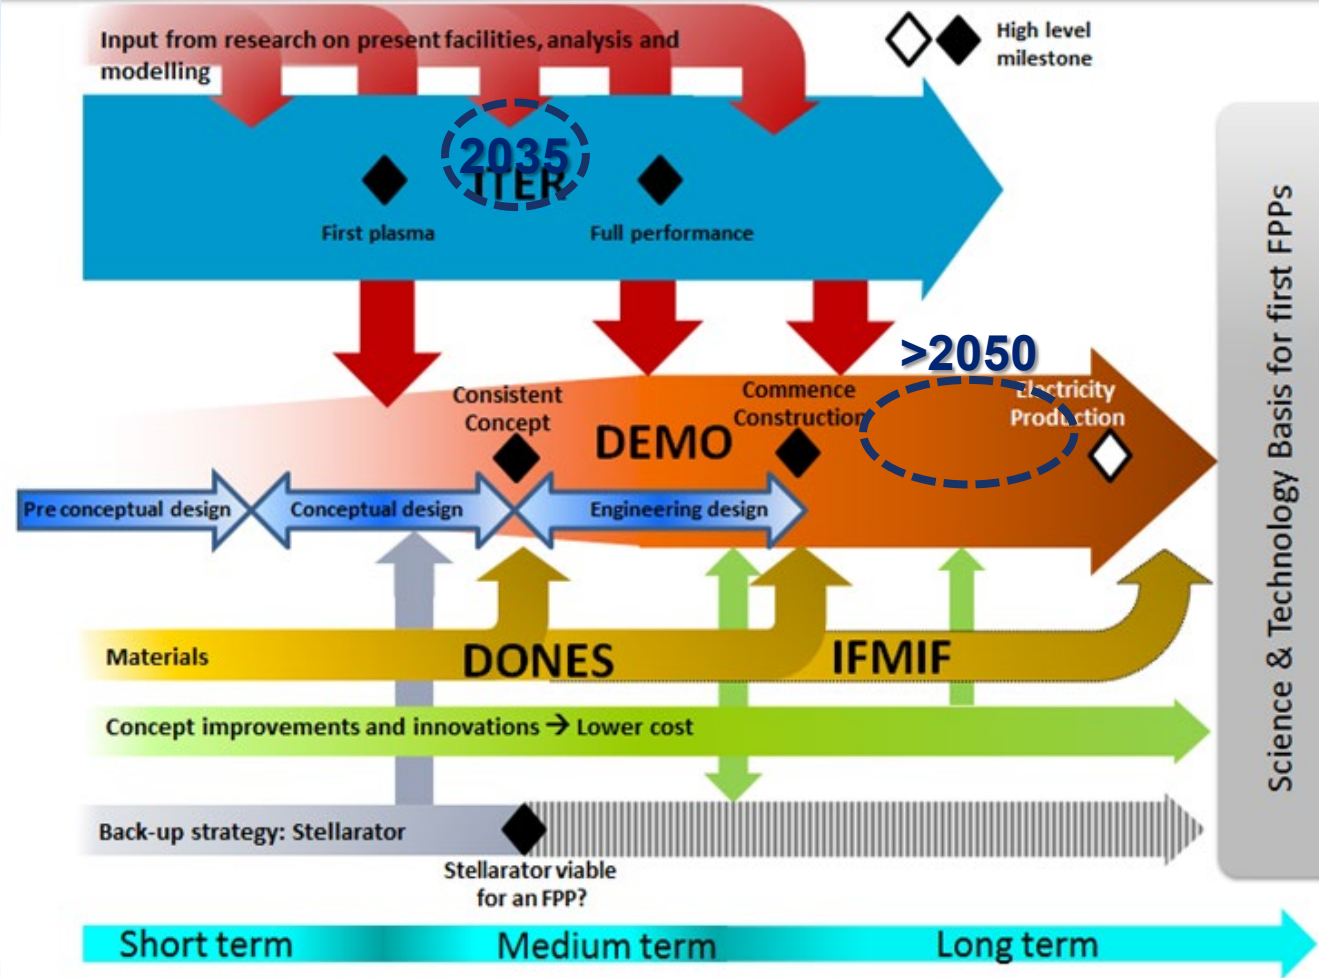 Input from research on present facilities, analysis and
modelling
High level
milestone
2035
ITER
First plasma
Full performance
>2050
Consistent
Concept
DEMO
Commence
Construction
Electricity
Production
Pre conceptual design
Conceptual design
Engineering design
Materials
DONES
IFMIF
Concept improvements and innovations → Lower cost
Back-up strategy: Stellarator
Stellarator viable
for an FPP?
Short term
Medium term
Long term
Science & Technology Basis for first FPPs